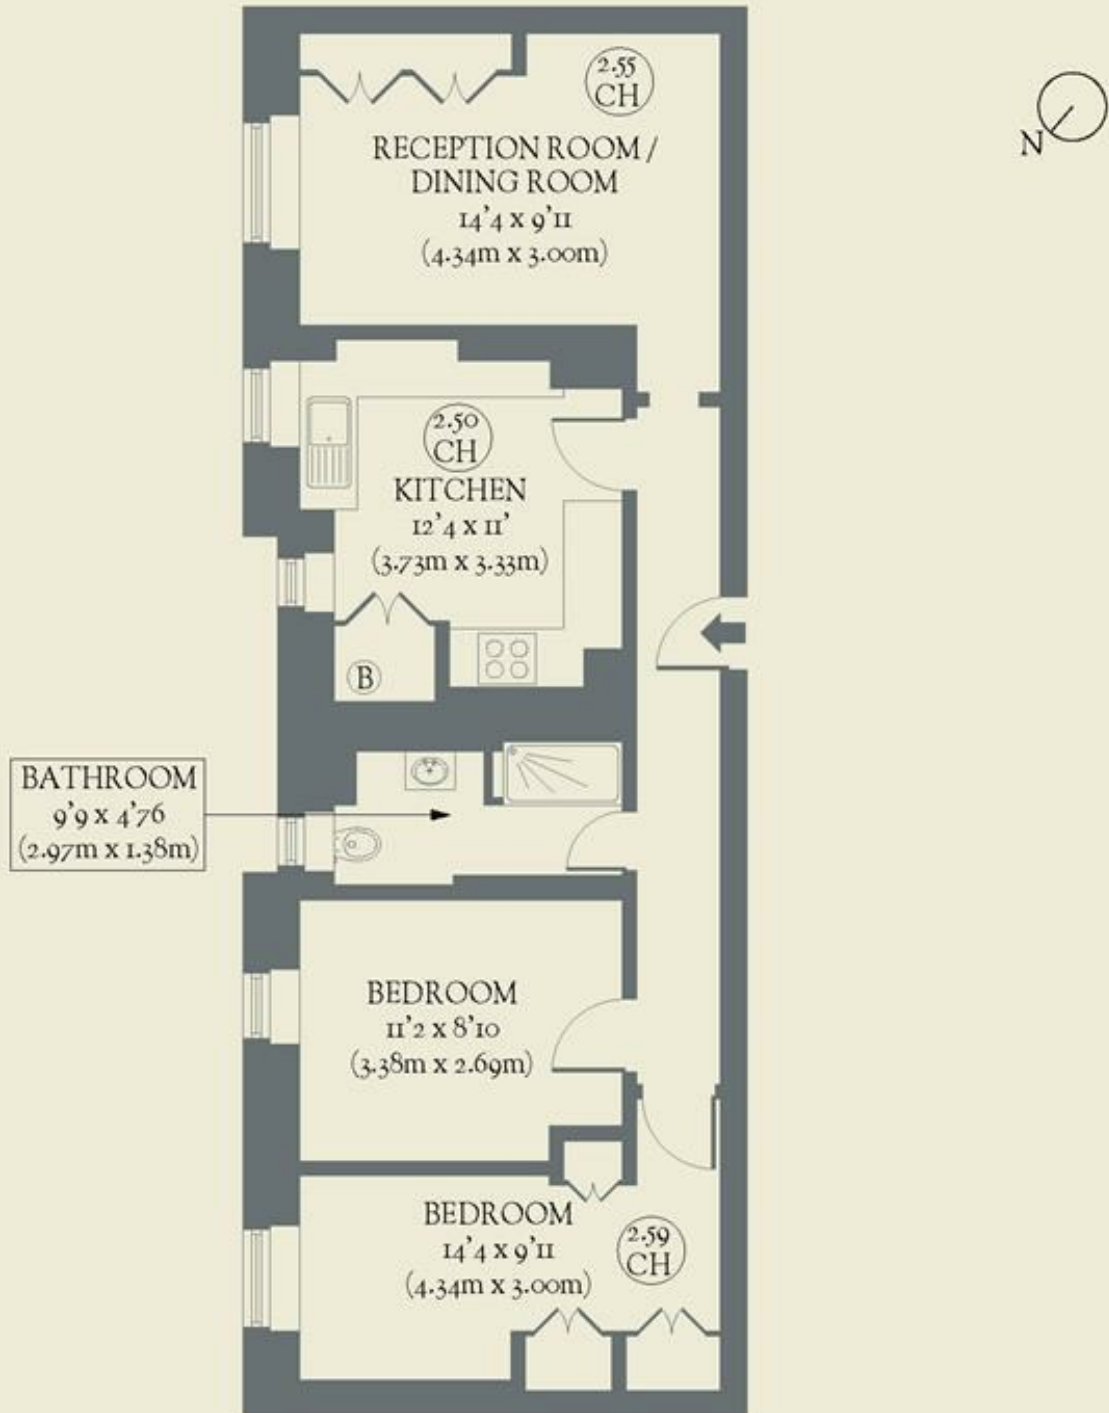 2.55
CH
N
RECEPTION ROOM /
DINING ROOM
14'4 x 9'11
(4.34m x 3.00m)
2.50
CH
KITCHEN
12'4 x 11'
(3.73m x 3.33m)
B
BATHROOM
9'9 x 4'76
(2.97m x 1.38m)
BEDROOM
11'2 x 8'10
(3.38m x 2.69m)
BEDROOM
14'4 x 9'11
(4.34m x 3.00m)
2.59
CH